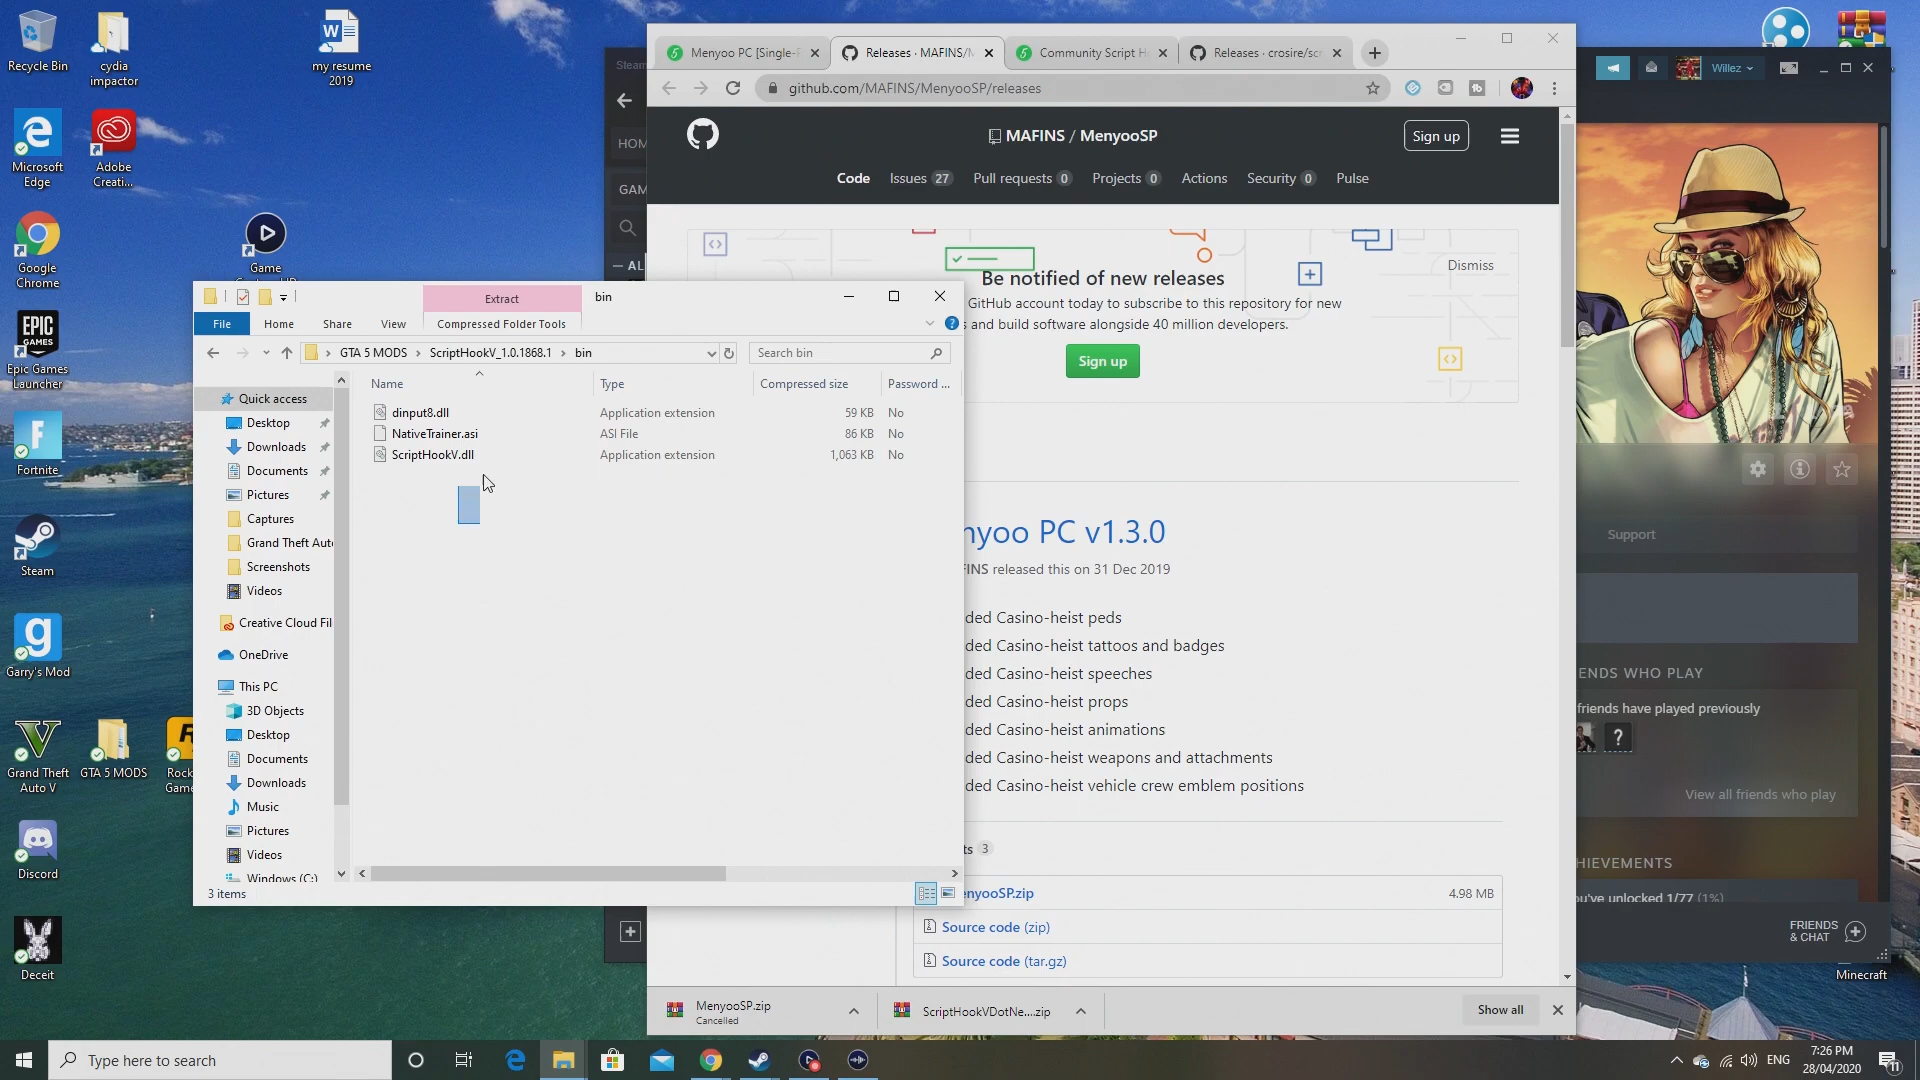 Recycle Bin
cydia
impactor
my resume
2019
Microsoft
Edge
Adobe
Creati...
Google
Chrome
Game
EPIC
GAMES
Epic Games
Launcher
Fortnite
Steam
Garry's Mod
Grand Theft
Auto V
GTA 5 MODS
Rock
Game
Discord
Deceit
Minecraft
Steam
HOM
GAM
AL
Menyoo PC [Single-P
Releases · MAFINS/M
Community Script H
Releases · crosire/scr
github.com/MAFINS/MenyooSP/releases
MAFINS / MenyooSP
Sign up
Code
Issues 27
Pull requests 0
Projects 0
Actions
Security 0
Pulse
Be notified of new releases
Dismiss
GitHub account today to subscribe to this repository for new
s and build software alongside 40 million developers.
Sign up
nyoo PC v1.3.0
FINS released this on 31 Dec 2019
ded Casino-heist peds
ded Casino-heist tattoos and badges
ded Casino-heist speeches
ded Casino-heist props
ded Casino-heist animations
ded Casino-heist weapons and attachments
ded Casino-heist vehicle crew emblem positions
ts 3
enyooSP.zip
4.98 MB
Source code (zip)
Source code (tar.gz)
MenyooSP.zip
Cancelled
ScriptHookVDotNe....zip
Show all
Extract
bin
File
Home
Share
View
Compressed Folder Tools
GTA 5 MODS
ScriptHookV_1.0.1868.1
bin
Search bin
Name
Type
Compressed size
Password ...
dinput8.dll
Application extension
59 KB
No
NativeTrainer.asi
ASI File
86 KB
No
ScriptHookV.dll
Application extension
1,063 KB
No
Quick access
Desktop
Downloads
Documents
Pictures
Captures
Grand Theft Auto
Screenshots
Videos
Creative Cloud Fil
OneDrive
This PC
3D Objects
Desktop
Documents
Downloads
Music
Pictures
Videos
Windows (C:)
3 items
Willez
Support
ENDS WHO PLAY
friends have played previously
?
View all friends who play
HIEVEMENTS
ou've unlocked 1/77 (1%)
FRIENDS
& CHAT
Type here to search
ENG
7:26 PM
28/04/2020
11